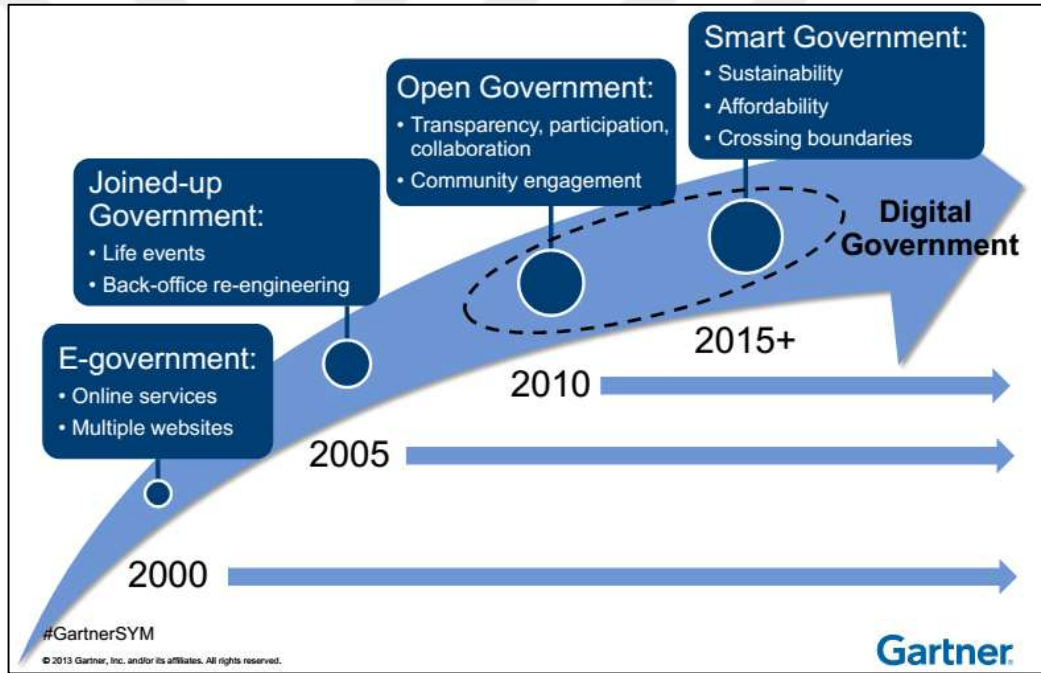 Smart Government:
• Sustainability
• Affordability
• Crossing boundaries
Open Government:
• Transparency, participation,
collaboration
• Community engagement
Joined-up
Government:
• Life events
• Back-office re-engineering
E-government:
• Online services
• Multiple websites
Digital
Government
2015+
2010
2005
2000
#GartnerSYM
© 2013 Gartner, Inc. and/or its affiliates. All rights reserved.
Gartner.